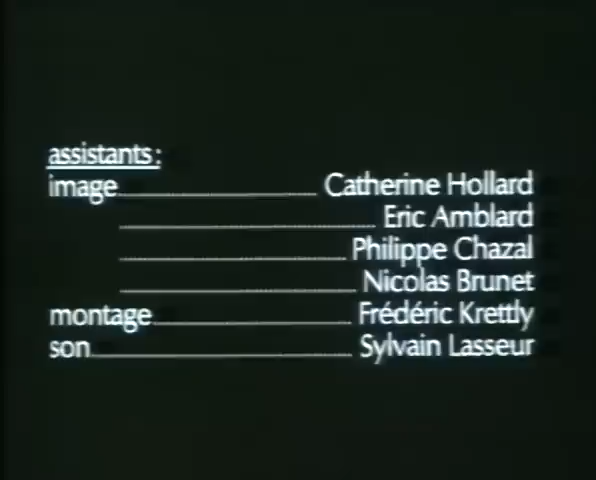 assistants:
image Catherine Hollard
Eric Amblard
Philippe Chazal
Nicolas Brunet
montage Frédéric Krettly
son Sylvain Lasseur